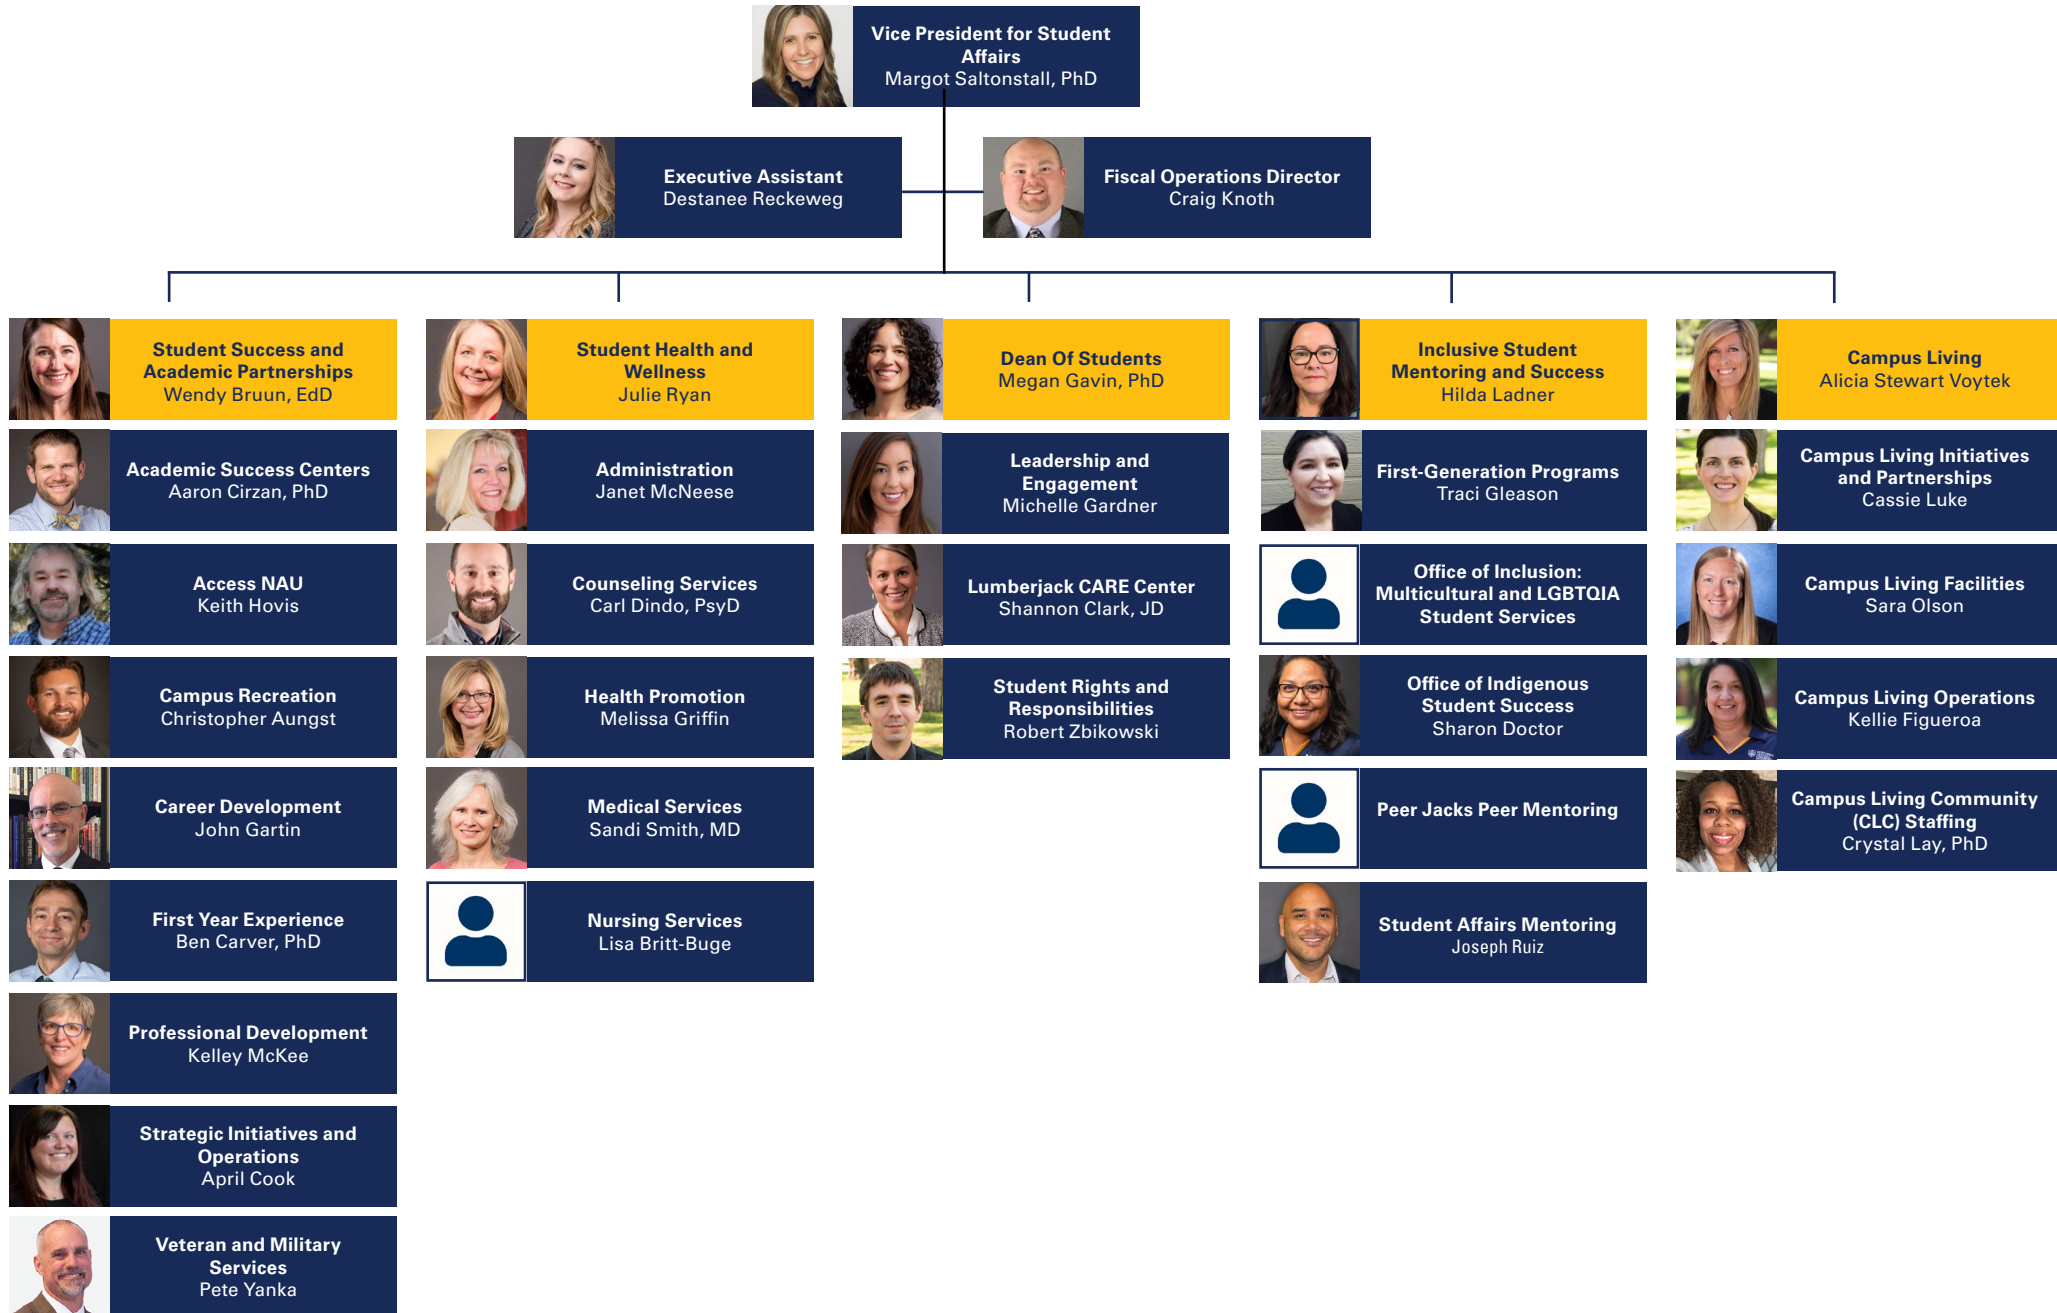 Vice President for Student
Affairs
Margot Saltonstall, PhD
Executive Assistant
Destanee Reckeweg
Fiscal Operations Director
Craig Knoth
Student Success and
Academic Partnerships
Wendy Bruun, EdD
Academic Success Centers
Aaron Cirzan, PhD
Access NAU
Keith Hovis
Campus Recreation
Christopher Aungst
Career Development
John Gartin
First Year Experience
Ben Carver, PhD
Professional Development
Kelley McKee
Strategic Initiatives and
Operations
April Cook
Veteran and Military
Services
Pete Yanka
Student Health and
Wellness
Julie Ryan
Administration
Janet McNeese
Counseling Services
Carl Dindo, PsyD
Health Promotion
Melissa Griffin
Medical Services
Sandi Smith, MD
Nursing Services
Lisa Britt-Buge
Dean Of Students
Megan Gavin, PhD
Leadership and
Engagement
Michelle Gardner
Lumberjack CARE Center
Shannon Clark, JD
Student Rights and
Responsibilities
Robert Zbikowski
Inclusive Student
Mentoring and Success
Hilda Ladner
First-Generation Programs
Traci Gleason
Office of Inclusion:
Multicultural and LGBTQIA
Student Services
Office of Indigenous
Student Success
Sharon Doctor
Peer Jacks Peer Mentoring
Student Affairs Mentoring
Joseph Ruiz
Campus Living
Alicia Stewart Voytek
Campus Living Initiatives
and Partnerships
Cassie Luke
Campus Living Facilities
Sara Olson
Campus Living Operations
Kellie Figueroa
Campus Living Community
(CLC) Staffing
Crystal Lay, PhD